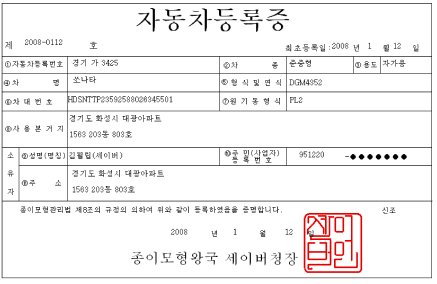 자동차등록증
제 2008-0112 호
최초등록일:2008 년 1 월 12 일
①자동차등록번호 경기 가 3425 ②차 종 준중형 ③용도 자가용
④차 명 쏘나타 ⑤형식 및 연식 DGM4352
⑥차 대 번 호 HDSNTTP23592588026345501 ⑦원 기 동 형 식 PL2
⑧사 용 본 거 지 경기도 화성시 대광아파트
1563 203동 803호
소유자 ⑨성명(명칭) 김필립(세이버) ⑩주 민(사업자)등 록 번 호 951220 -●●●●●●●
⑪주 소 경기도 화성시 대광아파트
1563 203동 803호
종이모형관리법 제8조의 규정의 의하여 위와 같이 등록하였음을 증명합니다. 신조
2008 년 1 월 12 일
종이모형왕국 세이버청장